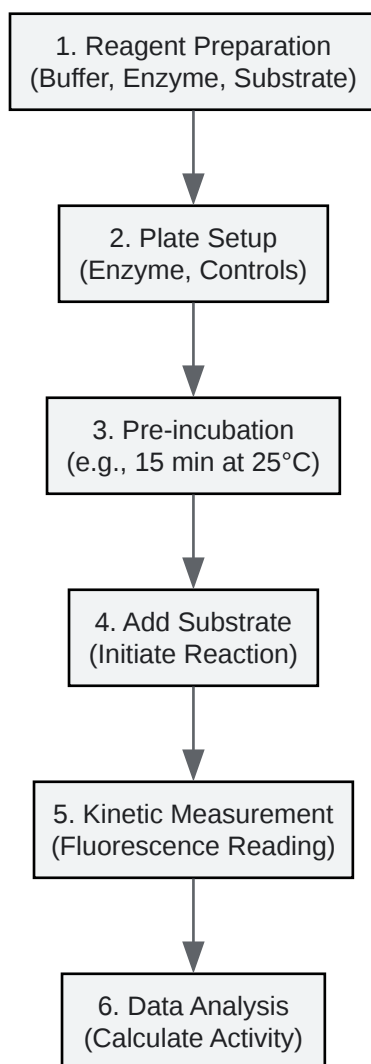 1. Reagent Preparation
(Buffer, Enzyme, Substrate)
2. Plate Setup
(Enzyme, Controls)
3. Pre-incubation
(e.g., 15 min at 25°C)
4. Add Substrate
(Initiate Reaction)
5. Kinetic Measurement
(Fluorescence Reading)
6. Data Analysis
(Calculate Activity)